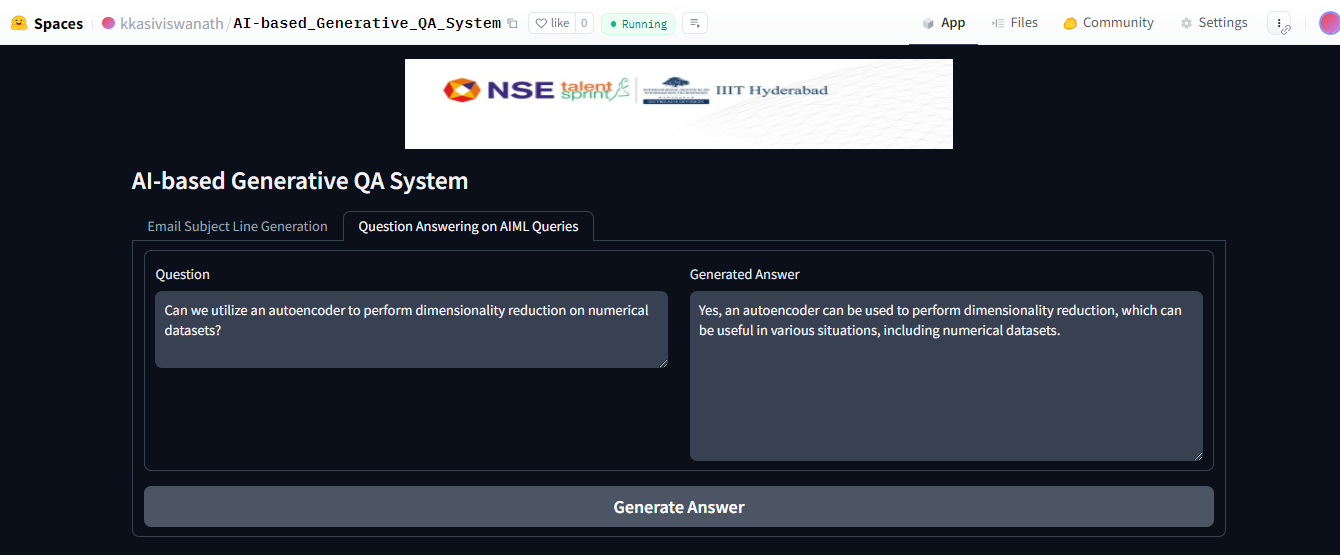 Spaces
kkasiviswanath/AI-based_Generative_QA_System
like 0
Running
App
Files
Community
Settings
NSE talent sprint IIIT Hyderabad
AI-based Generative QA System
Email Subject Line Generation
Question Answering on AIML Queries
Question
Can we utilize an autoencoder to perform dimensionality reduction on numerical
datasets?
Generated Answer
Yes, an autoencoder can be used to perform dimensionality reduction, which can
be useful in various situations, including numerical datasets.
Generate Answer